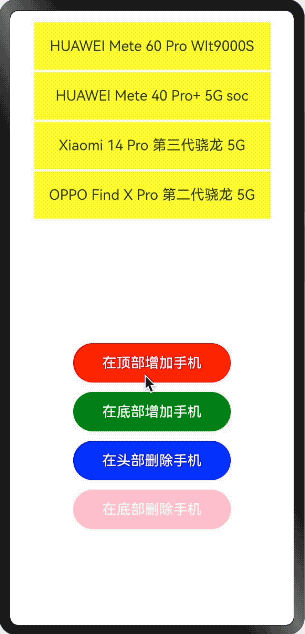 HUAWEI Mete 60 Pro WIt9000S
HUAWEI Mete 40 Pro+ 5G soc
Xiaomi 14 Pro 第三代骁龙 5G
OPPO Find X Pro 第二代骁龙 5G
在顶部增加手机
在底部增加手机
在头部删除手机
在底部删除手机